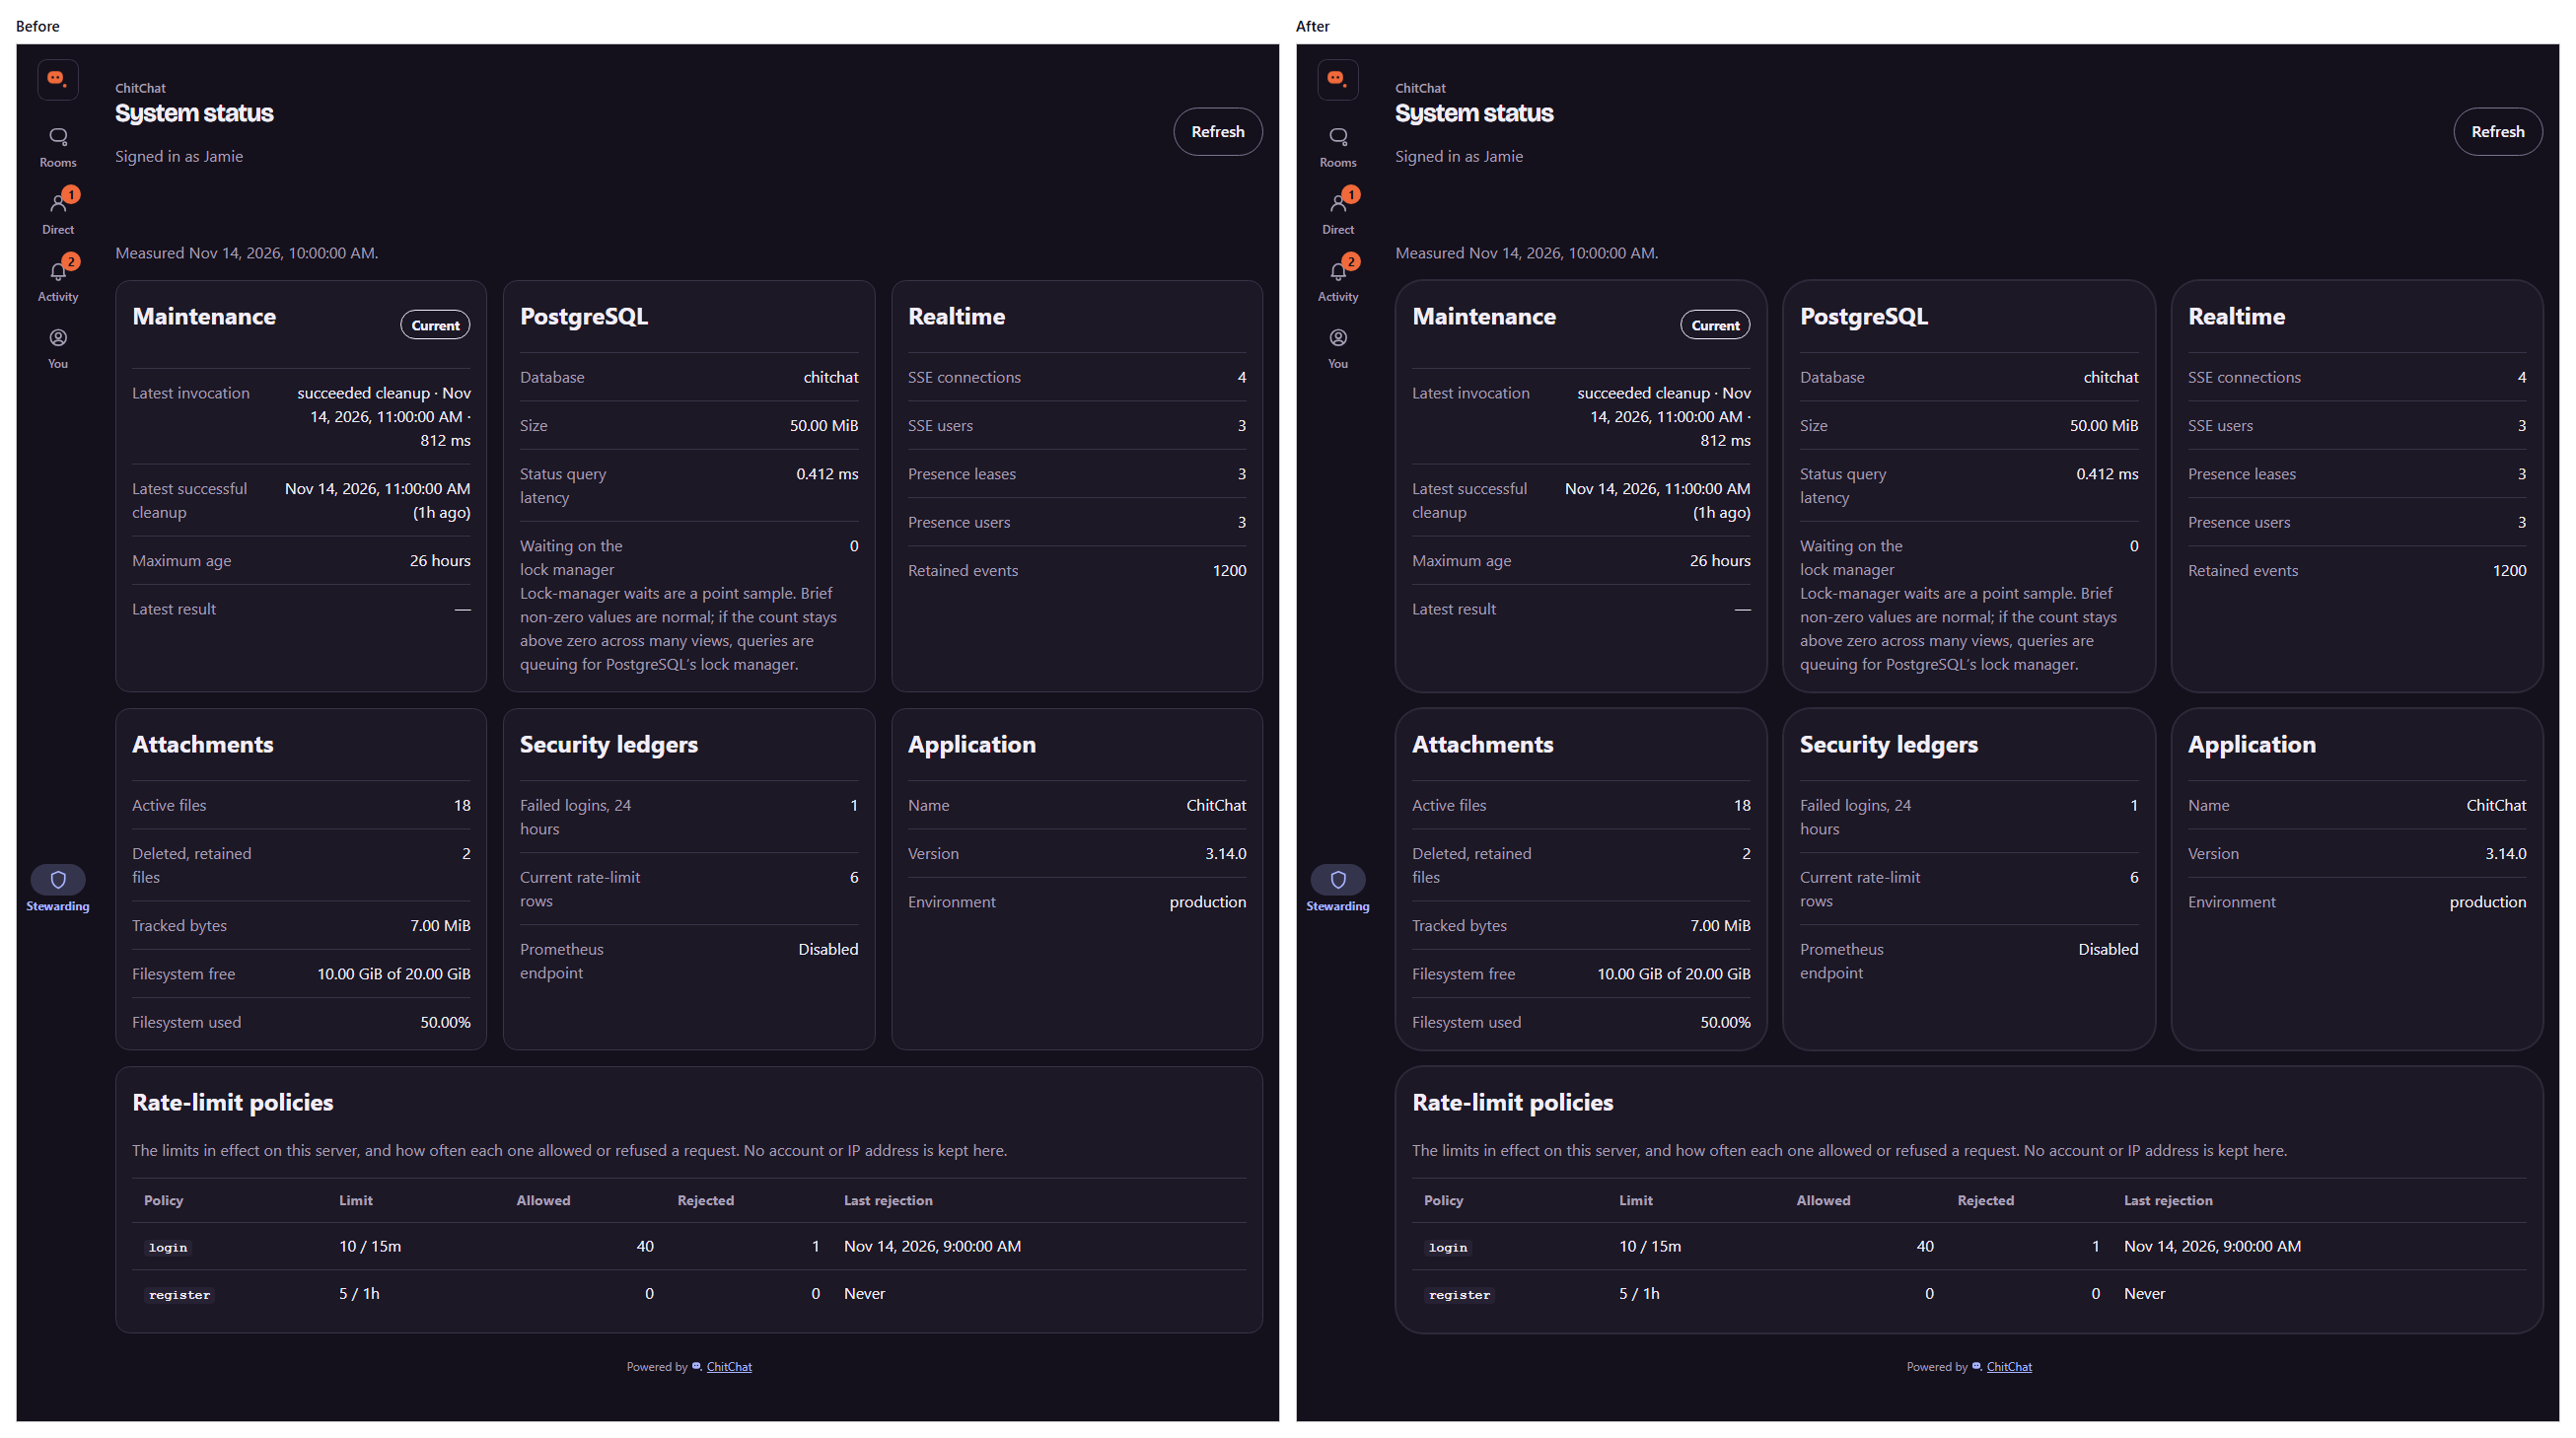 Before
ChitChat
System status
Signed in as Jamie
Refresh
Rooms
1
Direct
2
Activity
You
Stewarding
Measured Nov 14, 2026, 10:00:00 AM.
Maintenance
Current
Latest invocation
succeeded cleanup · Nov
14, 2026, 11:00:00 AM ·
812 ms
Latest successful
cleanup
Nov 14, 2026, 11:00:00 AM
(1h ago)
Maximum age
26 hours
Latest result
—
PostgreSQL
Database
chitchat
Size
50.00 MiB
Status query
latency
0.412 ms
Waiting on the
lock manager
0
Lock-manager waits are a point sample. Brief
non-zero values are normal; if the count stays
above zero across many views, queries are
queuing for PostgreSQL’s lock manager.
Realtime
SSE connections
4
SSE users
3
Presence leases
3
Presence users
3
Retained events
1200
Attachments
Active files
18
Deleted, retained
files
2
Tracked bytes
7.00 MiB
Filesystem free
10.00 GiB of 20.00 GiB
Filesystem used
50.00%
Security ledgers
Failed logins, 24
hours
1
Current rate-limit
rows
6
Prometheus
endpoint
Disabled
Application
Name
ChitChat
Version
3.14.0
Environment
production
Rate-limit policies
The limits in effect on this server, and how often each one allowed or refused a request. No account or IP address is kept here.
Policy Limit Allowed Rejected Last rejection
login 10 / 15m 40 1 Nov 14, 2026, 9:00:00 AM
register 5 / 1h 0 0 Never
Powered by ChitChat
After
ChitChat
System status
Signed in as Jamie
Refresh
Rooms
1
Direct
2
Activity
You
Stewarding
Measured Nov 14, 2026, 10:00:00 AM.
Maintenance
Current
Latest invocation
succeeded cleanup · Nov
14, 2026, 11:00:00 AM ·
812 ms
Latest successful
cleanup
Nov 14, 2026, 11:00:00 AM
(1h ago)
Maximum age
26 hours
Latest result
—
PostgreSQL
Database
chitchat
Size
50.00 MiB
Status query
latency
0.412 ms
Waiting on the
lock manager
0
Lock-manager waits are a point sample. Brief
non-zero values are normal; if the count stays
above zero across many views, queries are
queuing for PostgreSQL’s lock manager.
Realtime
SSE connections
4
SSE users
3
Presence leases
3
Presence users
3
Retained events
1200
Attachments
Active files
18
Deleted, retained
files
2
Tracked bytes
7.00 MiB
Filesystem free
10.00 GiB of 20.00 GiB
Filesystem used
50.00%
Security ledgers
Failed logins, 24
hours
1
Current rate-limit
rows
6
Prometheus
endpoint
Disabled
Application
Name
ChitChat
Version
3.14.0
Environment
production
Rate-limit policies
The limits in effect on this server, and how often each one allowed or refused a request. No account or IP address is kept here.
Policy Limit Allowed Rejected Last rejection
login 10 / 15m 40 1 Nov 14, 2026, 9:00:00 AM
register 5 / 1h 0 0 Never
Powered by ChitChat